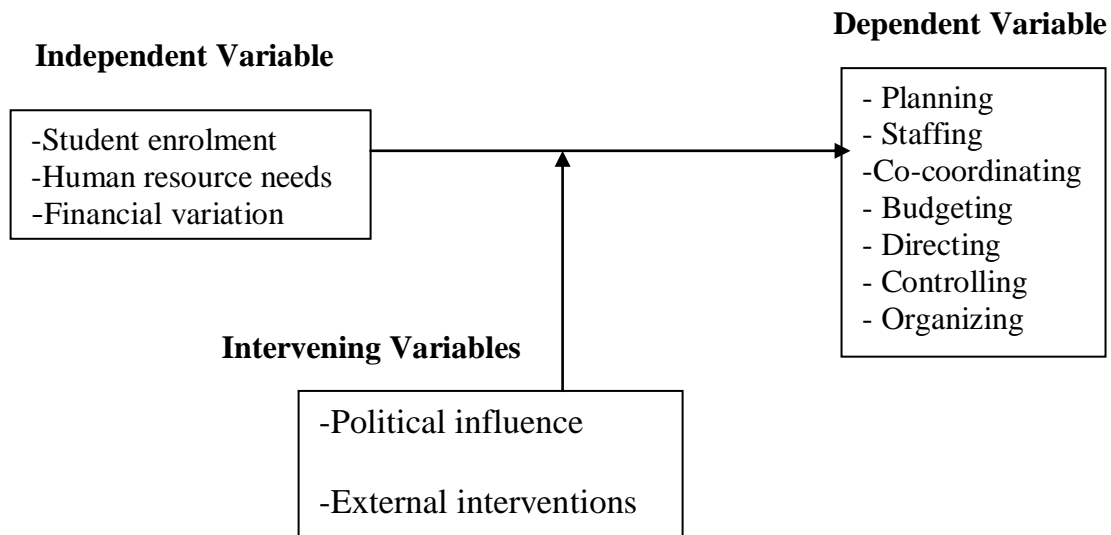 Dependent Variable
Independent Variable
-Student enrolment
-Human resource needs
-Financial variation
- Planning
- Staffing
-Co-coordinating
- Budgeting
- Directing
- Controlling
- Organizing
Intervening Variables
-Political influence
-External interventions